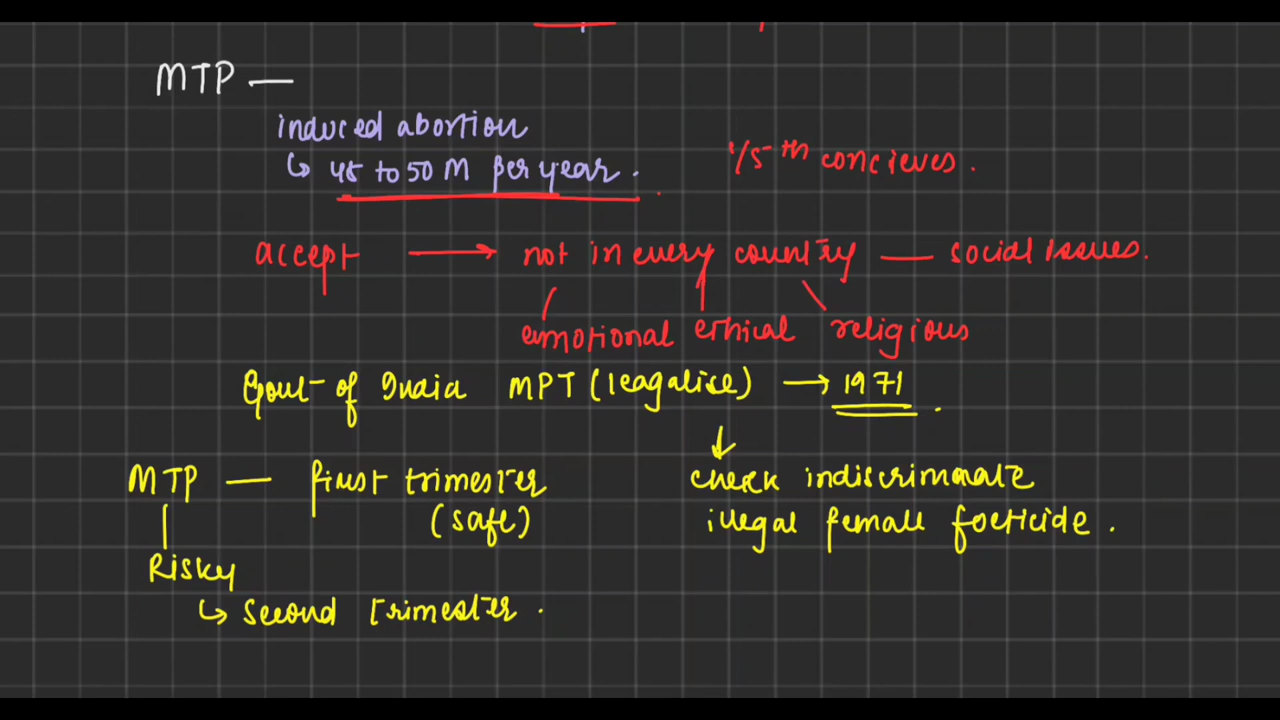 MTP —
induced abortion
↳ 45 to 50 M per year.
1/5th concieves.
accept → not in every country — social issues.
emotional ethical religious
Govt of India MPT (leagalise) → 1971.
MTP — first trimester
(safe)
check indiscriminate
illegal female foeticide.
Risky
↳ second trimester.